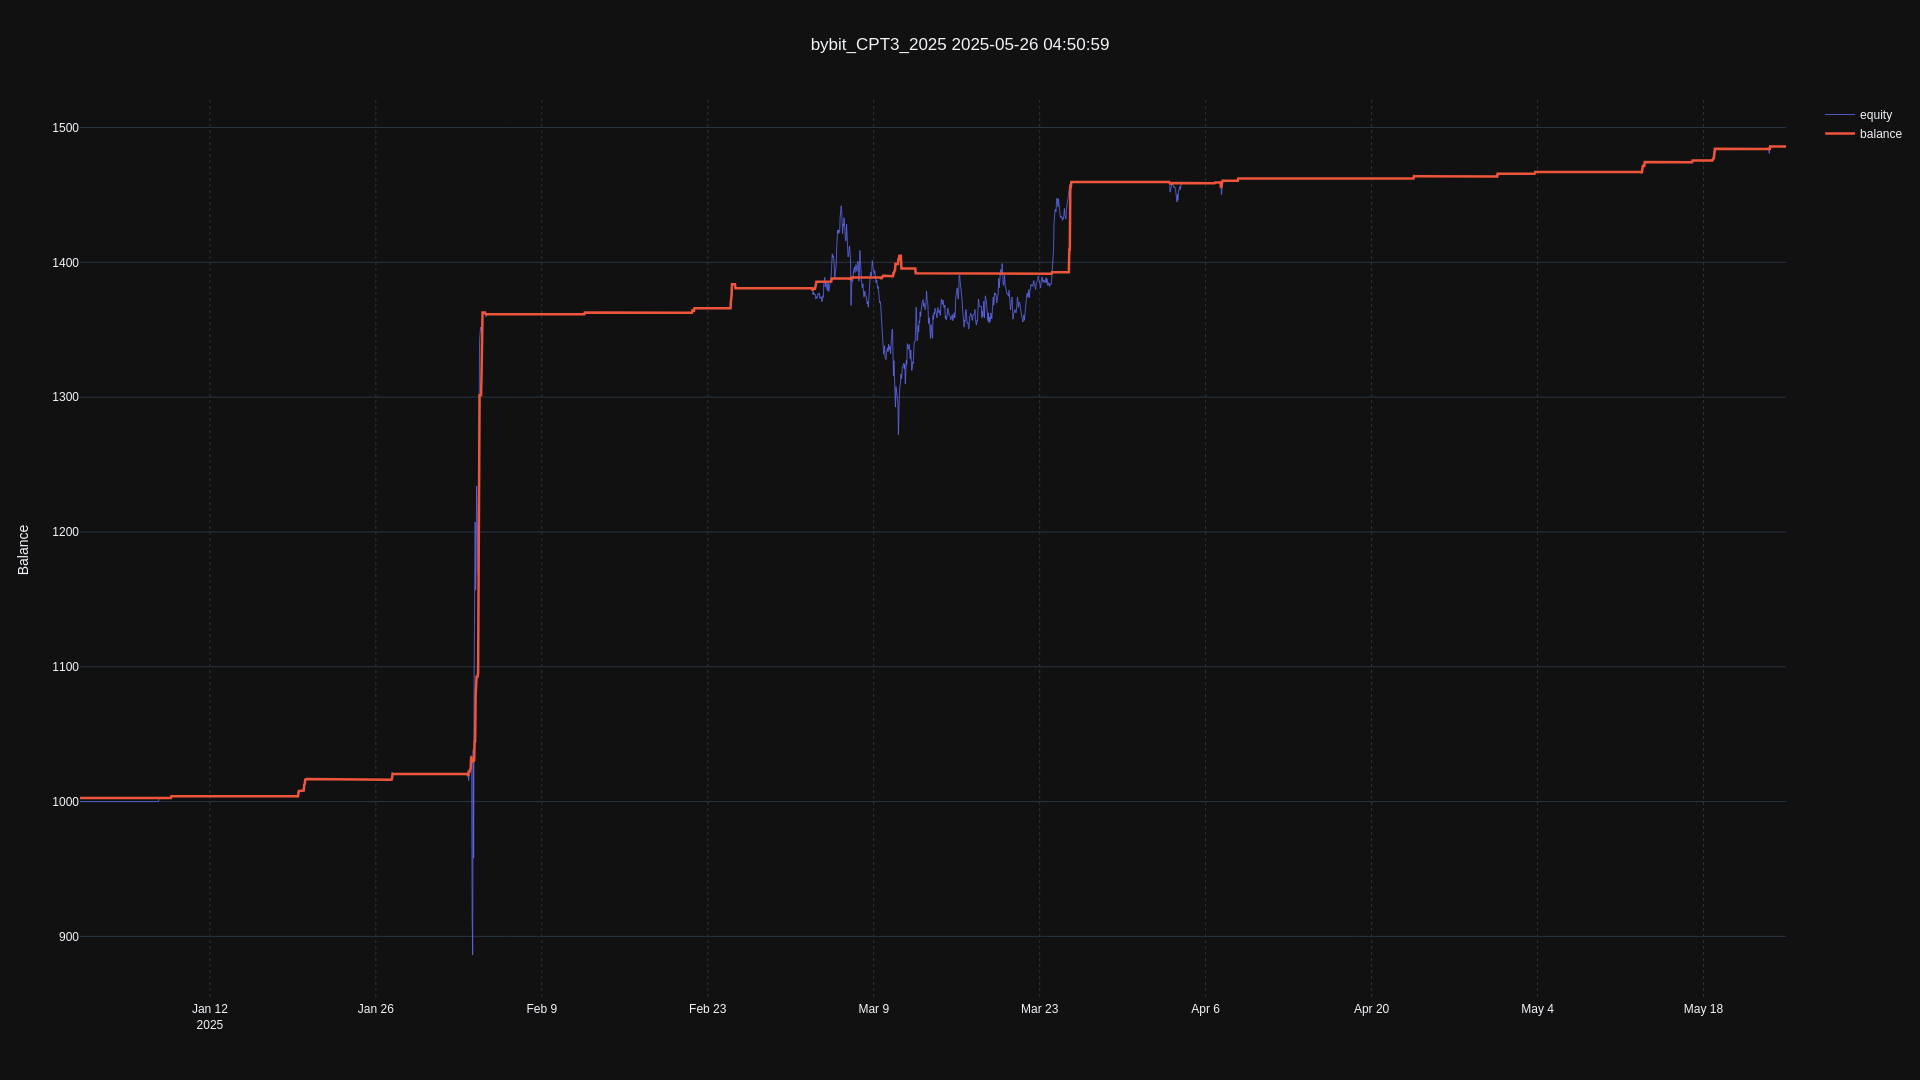 bybit_CPT3_2025 2025-05-26 04:50:59
equity
balance
1500
1400
1300
1200
1100
1000
900
Balance
Jan 12
2025
Jan 26
Feb 9
Feb 23
Mar 9
Mar 23
Apr 6
Apr 20
May 4
May 18